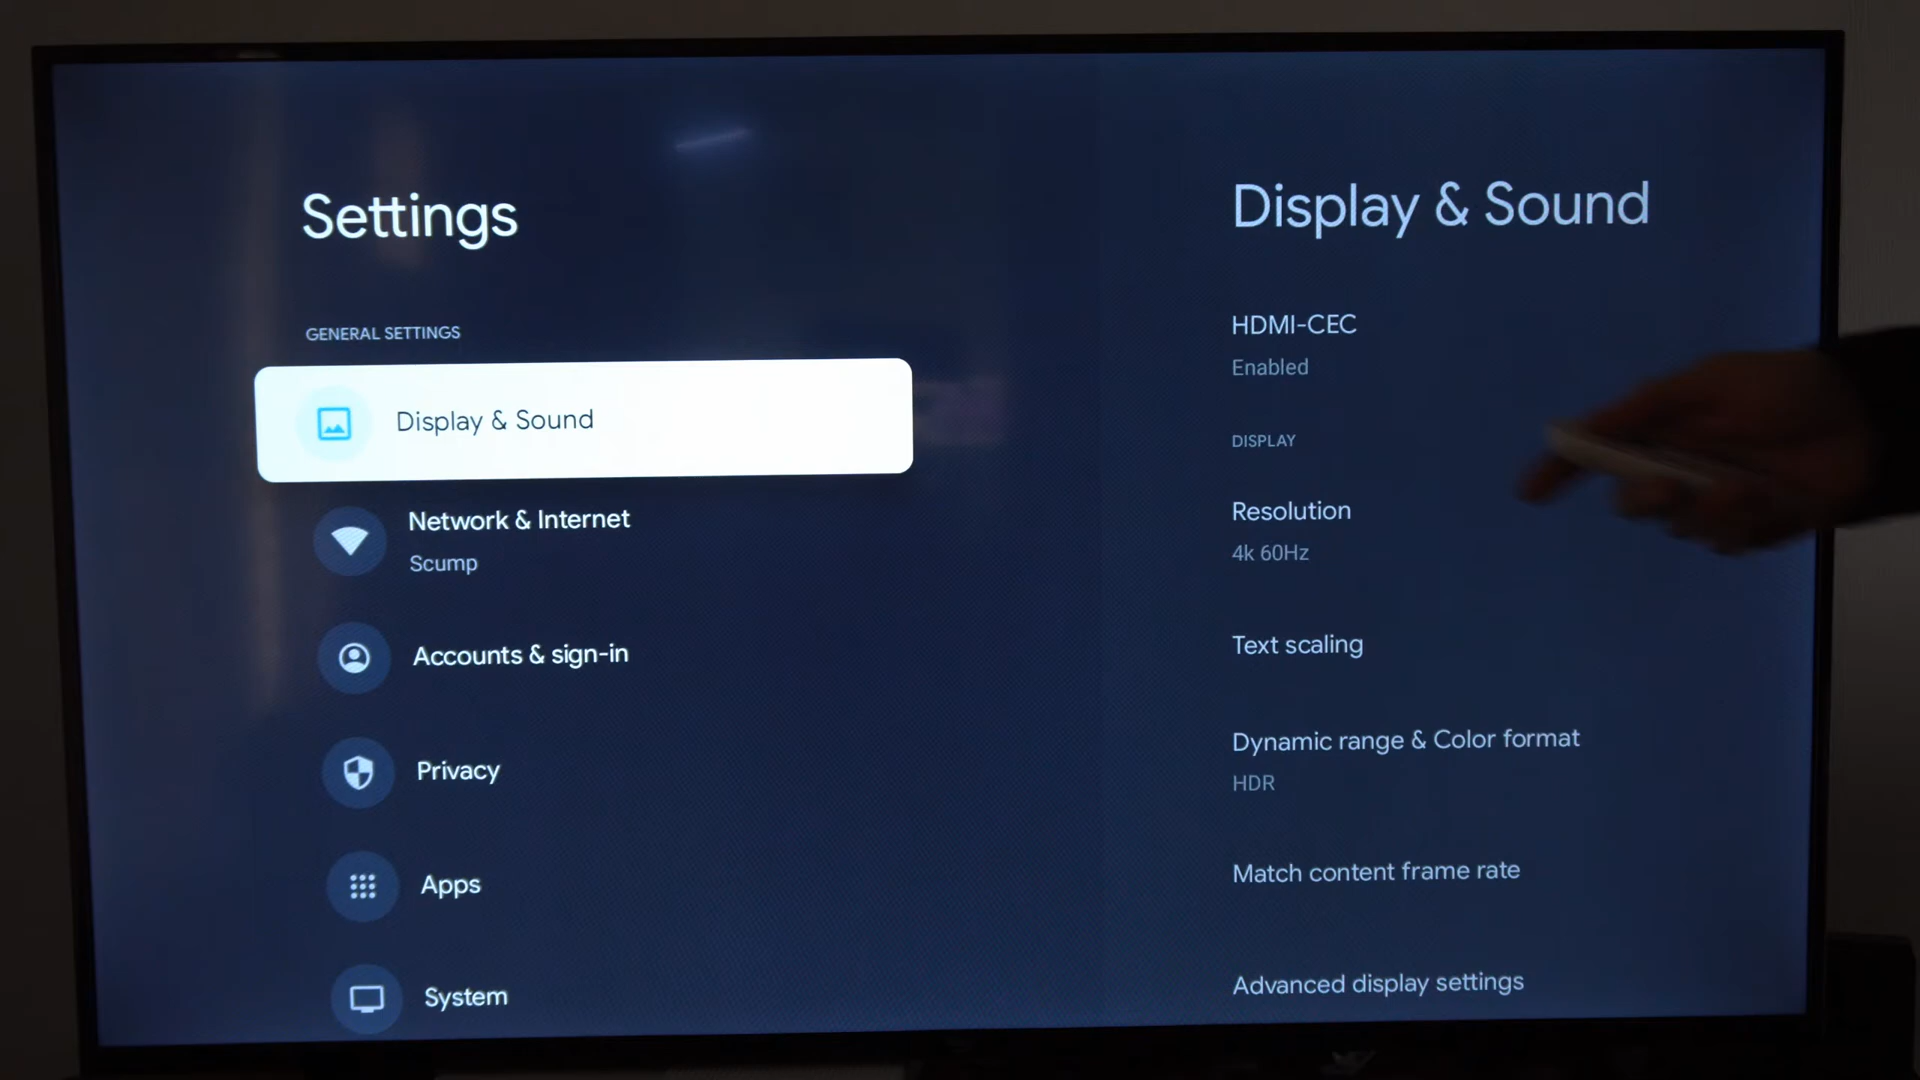 Settings
GENERAL SETTINGS
Display & Sound
Network & Internet
Scump
Accounts & sign-in
Privacy
Apps
System
Display & Sound
HDMI-CEC
Enabled
DISPLAY
Resolution
4k 60Hz
Text scaling
Dynamic range & Color format
HDR
Match content frame rate
Advanced display settings